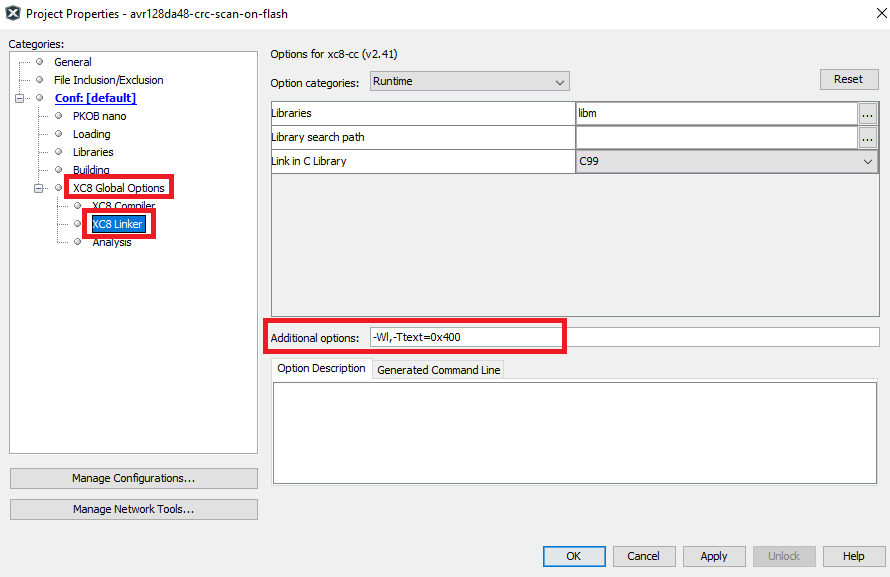 Project Properties - avr128da48-crc-scan-on-flash
Categories:
General
File Inclusion/Exclusion
Conf: [default]
PKOB nano
Loading
Libraries
Building
XC8 Global Options
XC8 Compiler
XC8 Linker
Analysis
Manage Configurations...
Manage Network Tools...
Options for xc8-cc (v2.41)
Option categories: Runtime
Reset
Libraries libm ...
Library search path ...
Link in C Library C99
Additional options: -Wl,-Ttext=0x400
Option Description Generated Command Line
OK Cancel Apply Unlock Help